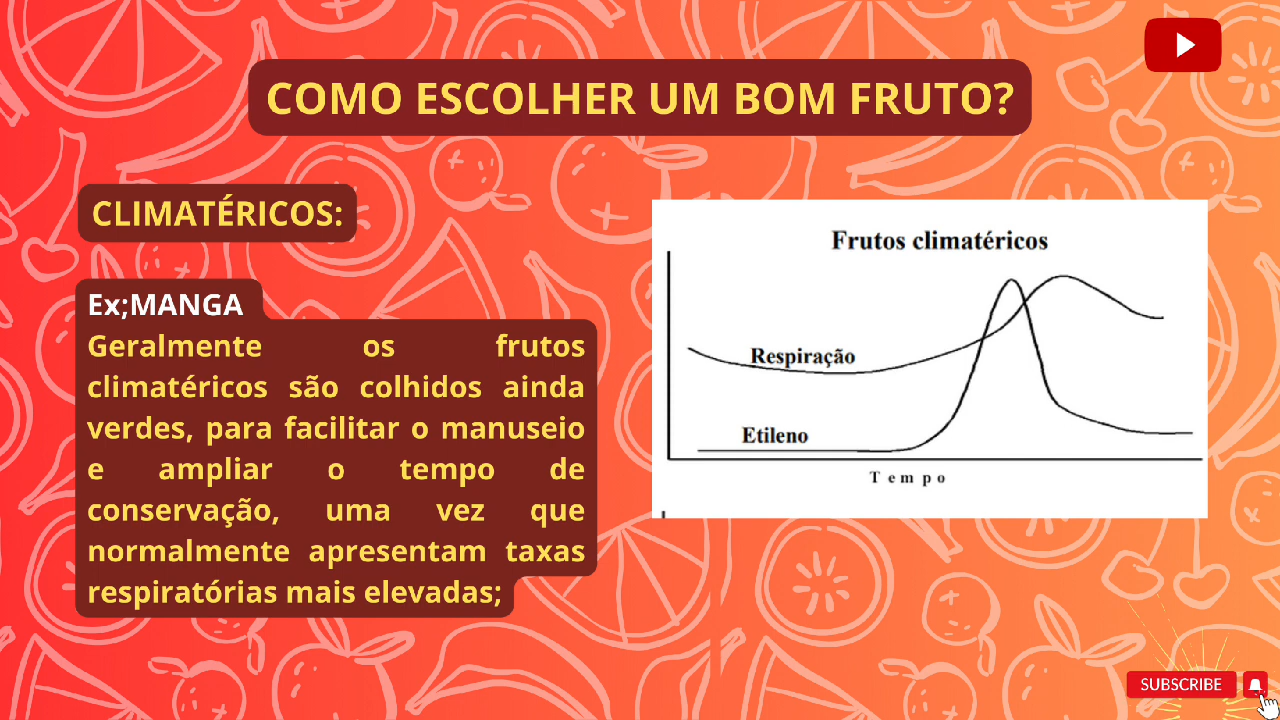 COMO ESCOLHER UM BOM FRUTO?
CLIMATÉRICOS:
Ex;MANGA
Geralmente os frutos
climatéricos são colhidos ainda
verdes, para facilitar o manuseio
e ampliar o tempo de
conservação, uma vez que
normalmente apresentam taxas
respiratórias mais elevadas;
Frutos climatéricos
Respiração
Etileno
Tempo
SUBSCRIBE